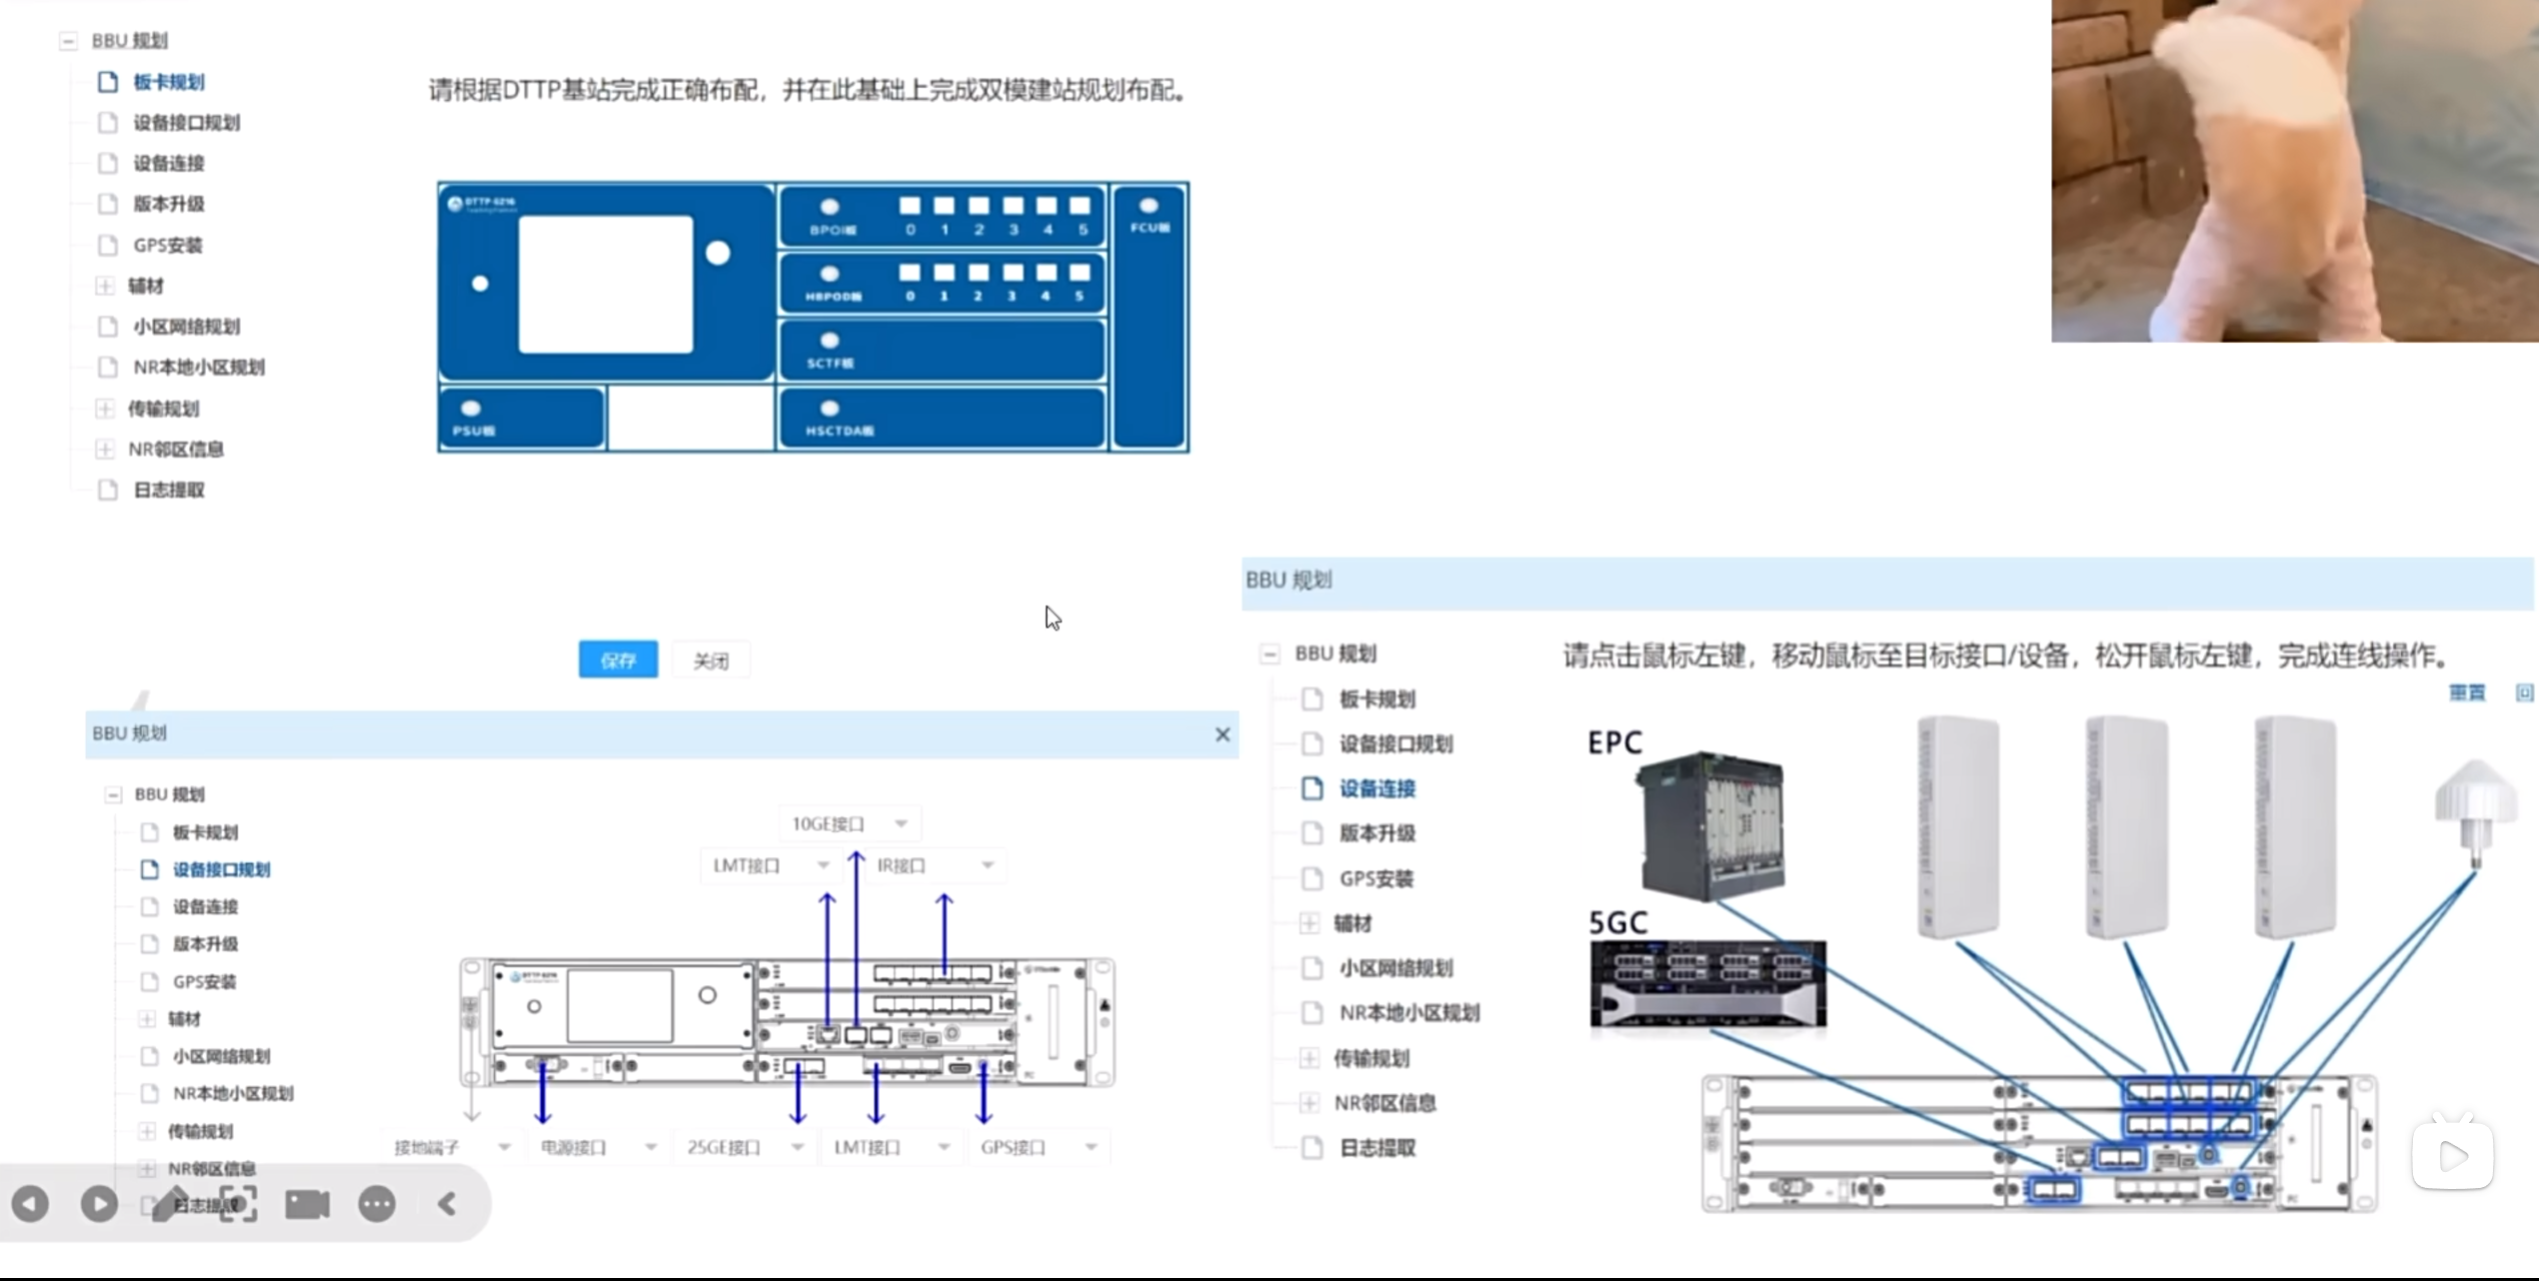 BBU 规划
板卡规划
设备接口规划
设备连接
版本升级
GPS安装
辅材
小区网络规划
NR本地小区规划
传输规划
NR邻区信息
日志提取
请根据DTTP基站完成正确布配，并在此基础上完成双模建站规划布配。
DTTP-5216
BPOI板
0 1 2 3 4 5
HBPOD板
0 1 2 3 4 5
SCTF板
HSCTDA板
PSU板
FCU板
保存
关闭
BBU 规划
BBU 规划
板卡规划
设备接口规划
设备连接
版本升级
GPS安装
辅材
小区网络规划
NR本地小区规划
传输规划
NR邻区信息
日志提取
10GE接口
LMT接口
IR接口
接地端子
电源接口
25GE接口
LMT接口
GPS接口
BBU 规划
BBU 规划
板卡规划
设备接口规划
设备连接
版本升级
GPS安装
辅材
小区网络规划
NR本地小区规划
传输规划
NR邻区信息
日志提取
请点击鼠标左键，移动鼠标至目标接口/设备，松开鼠标左键，完成连线操作。
重置
EPC
5GC